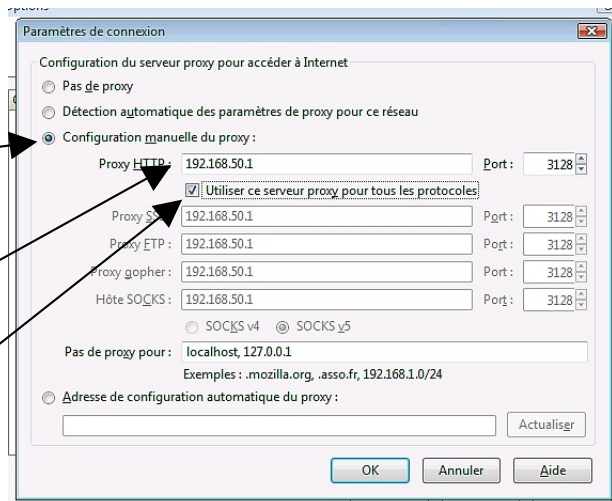 Paramètres de connexion
Configuration du serveur proxy pour accéder à Internet
Pas de proxy
Détection automatique des paramètres de proxy pour ce réseau
Configuration manuelle du proxy :
Proxy HTTP : 192.168.50.1 Port : 3128
Utiliser ce serveur proxy pour tous les protocoles
Proxy 192.168.50.1 Port : 3128
Proxy FTP : 192.168.50.1 Port : 3128
Proxy gopher : 192.168.50.1 Port : 3128
Hôte SOCKS : 192.168.50.1 Port : 3128
SOCKS v4 SOCKS v5
Pas de proxy pour : localhost, 127.0.0.1
Exemples : .mozilla.org, .asso.fr, 192.168.1.0/24
Adresse de configuration automatique du proxy :
Actualiser
OK Annuler Aide